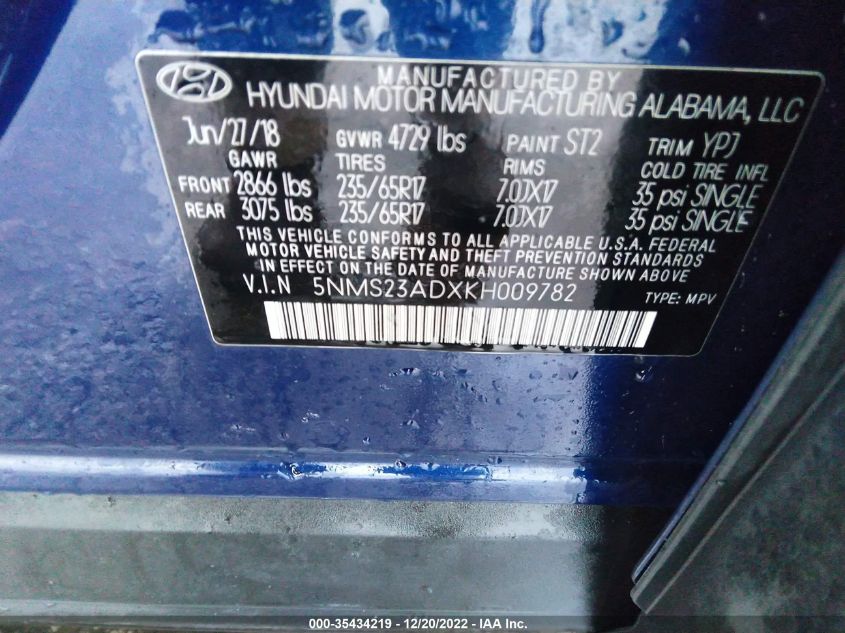 MANUFACTURED BY
HYUNDAI MOTOR MANUFACTURING ALABAMA, LLC
Jun/27/18 GVWR 4729 lbs PAINT ST2 TRIM YPJ
GAWR TIRES RIMS COLD TIRE INFL
FRONT 2866 lbs 235/65R17 7.0JX17 35 psi SINGLE
REAR 3075 lbs 235/65R17 7.0JX17 35 psi SINGLE
THIS VEHICLE CONFORMS TO ALL APPLICABLE U.S.A. FEDERAL
MOTOR VEHICLE SAFETY AND THEFT PREVENTION STANDARDS
IN EFFECT ON THE DATE OF MANUFACTURE SHOWN ABOVE.
V.I.N 5NMS23ADXKH009782 TYPE: MPV
000-35434219 - 12/20/2022 - IAA Inc.